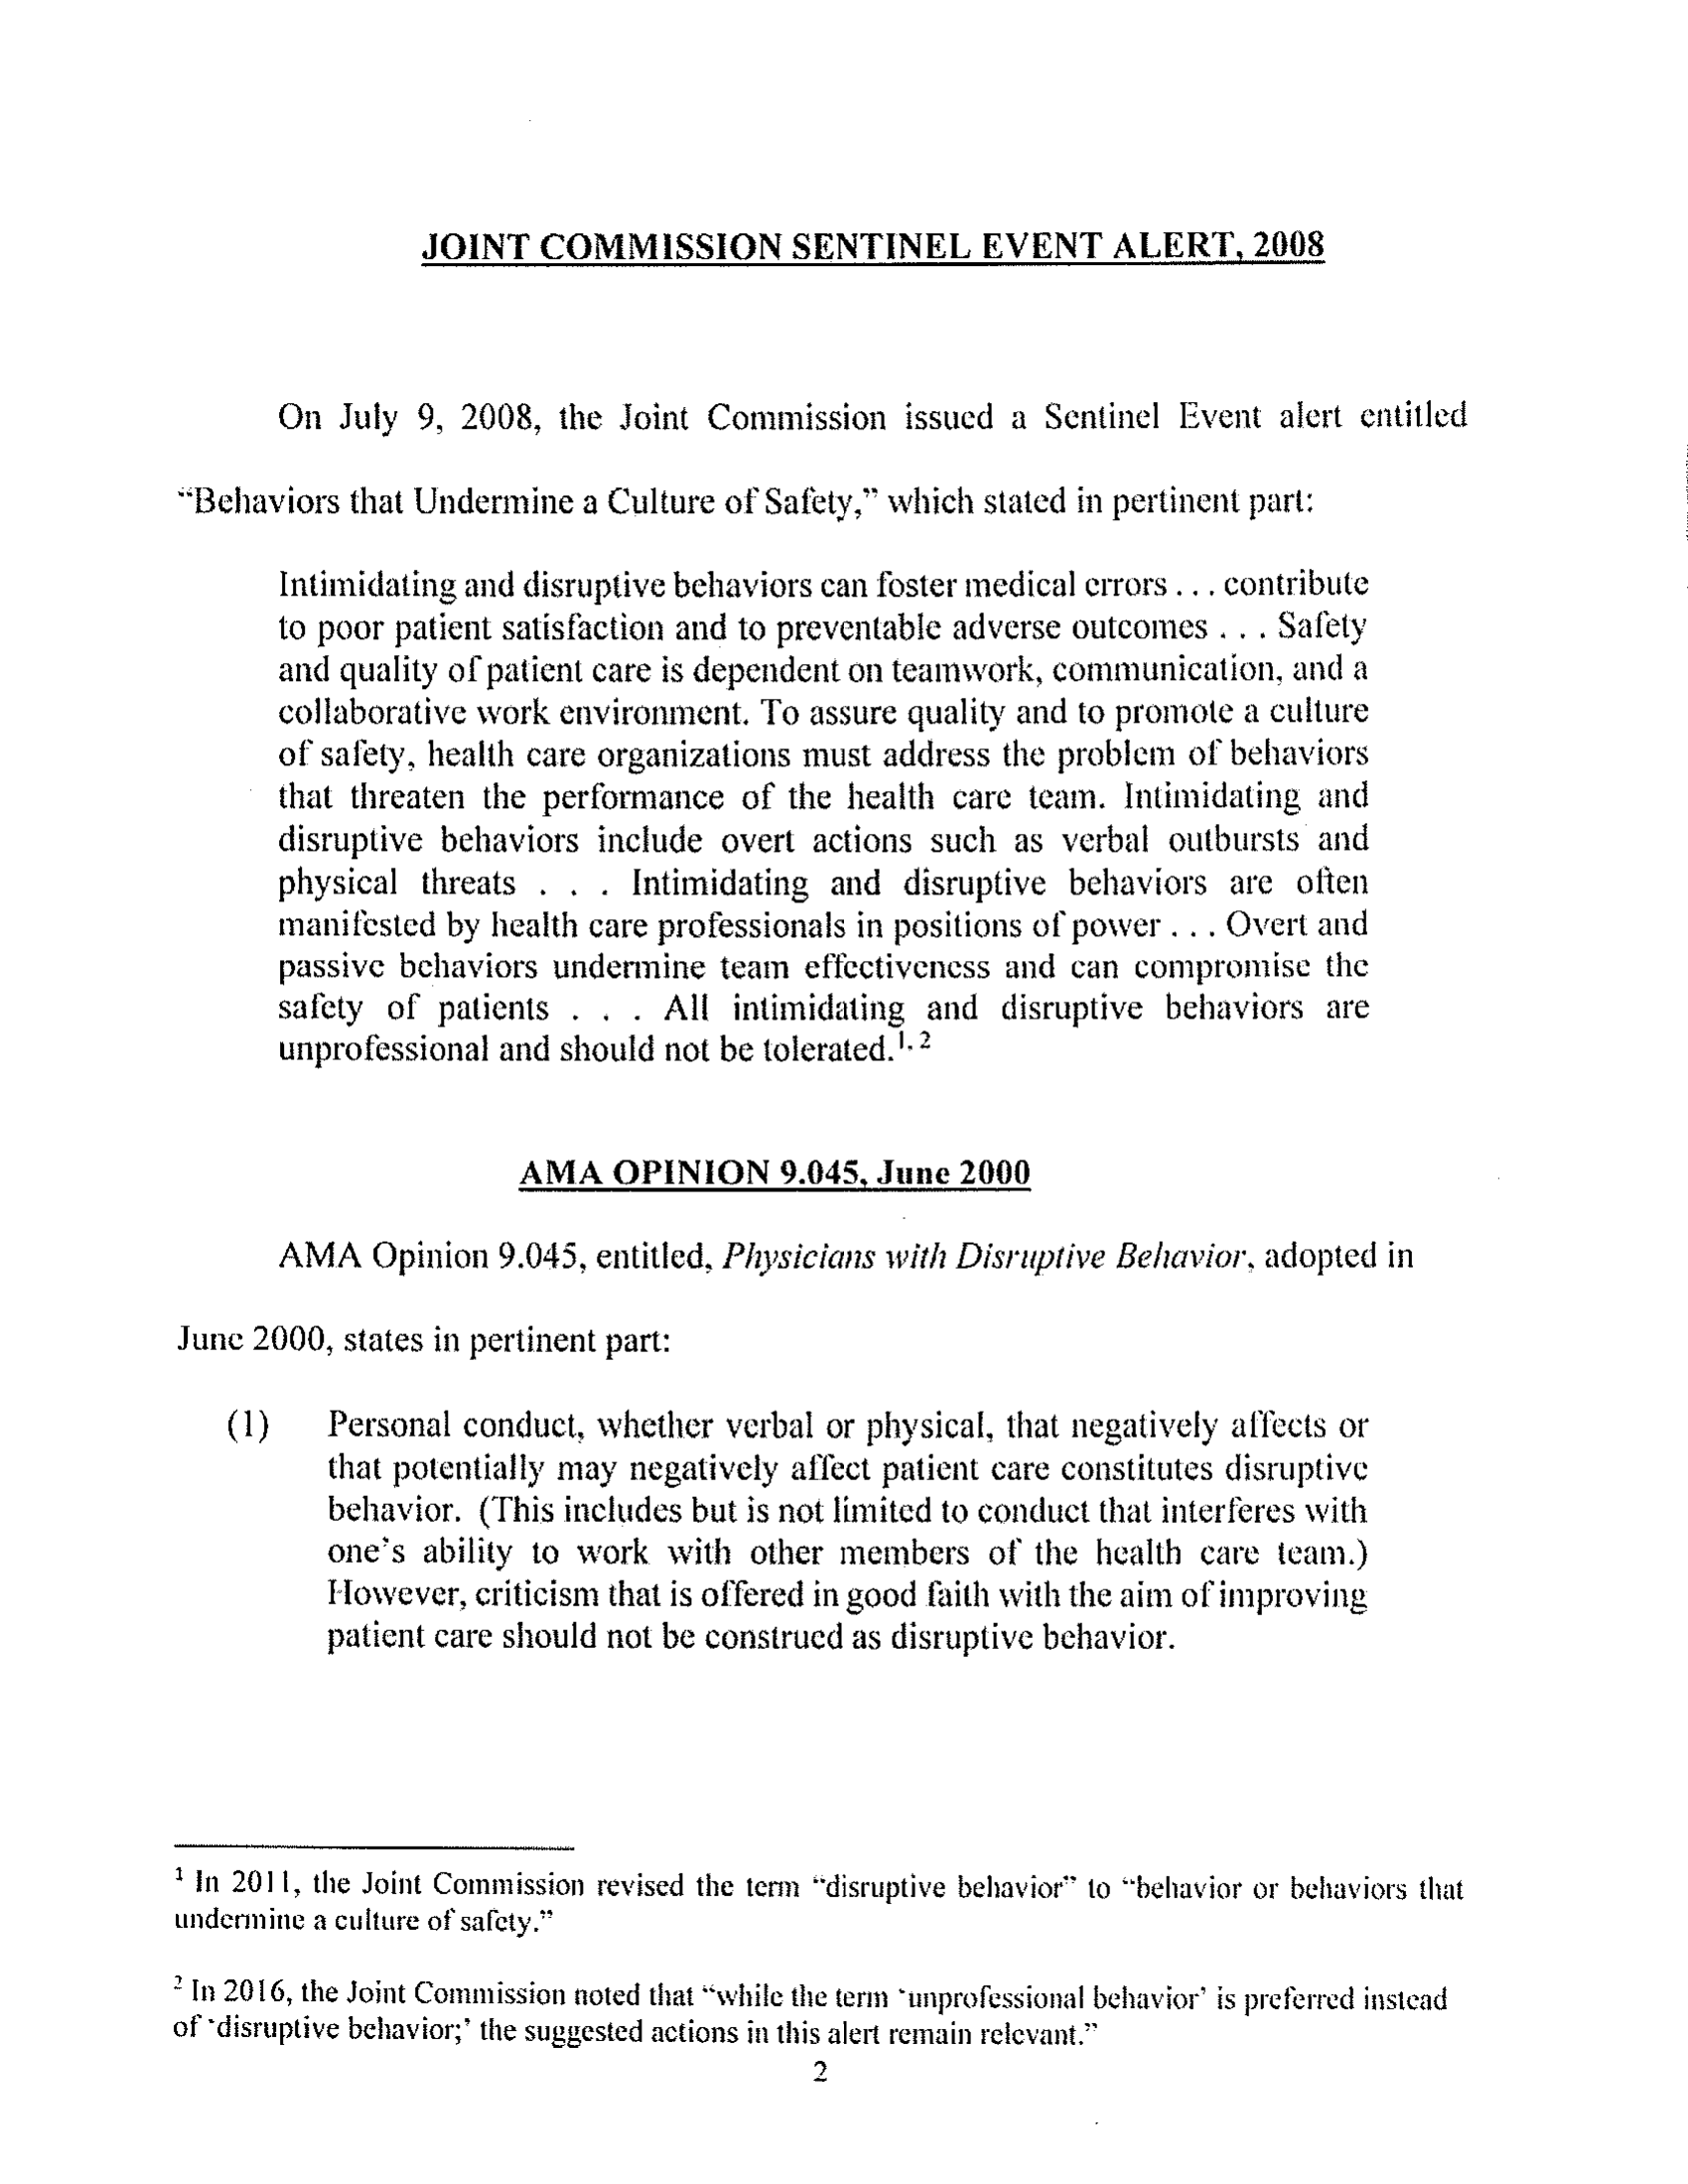 JOINT COMMISSION SENTINEL EVENT ALERT, 2008
On July 9, 2008, the Joint Commission issued a Sentinel Event alert entitled
“Behaviors that Undermine a Culture of Safety,” which stated in pertinent part:
Intimidating and disruptive behaviors can foster medical errors . . . contribute
to poor patient satisfaction and to preventable adverse outcomes . . . Safety
and quality of patient care is dependent on teamwork, communication, and a
collaborative work environment. To assure quality and to promote a culture
of safety, health care organizations must address the problem of behaviors
that threaten the performance of the health care team. Intimidating and
disruptive behaviors include overt actions such as verbal outbursts and
physical threats . . . Intimidating and disruptive behaviors are often
manifested by health care professionals in positions of power . . . Overt and
passive behaviors undermine team effectiveness and can compromise the
safety of patients . . . All intimidating and disruptive behaviors are
unprofessional and should not be tolerated.1, 2
AMA OPINION 9.045, June 2000
AMA Opinion 9.045, entitled, Physicians with Disruptive Behavior, adopted in
June 2000, states in pertinent part:
(1) Personal conduct, whether verbal or physical, that negatively affects or
that potentially may negatively affect patient care constitutes disruptive
behavior. (This includes but is not limited to conduct that interferes with
one's ability to work with other members of the health care team.)
However, criticism that is offered in good faith with the aim of improving
patient care should not be construed as disruptive behavior.
1 In 2011, the Joint Commission revised the term “disruptive behavior” to “behavior or behaviors that
undermine a culture of safety.”
2 In 2016, the Joint Commission noted that “while the term ‘unprofessional behavior’ is preferred instead
of ‘disruptive behavior;’ the suggested actions in this alert remain relevant.”
2